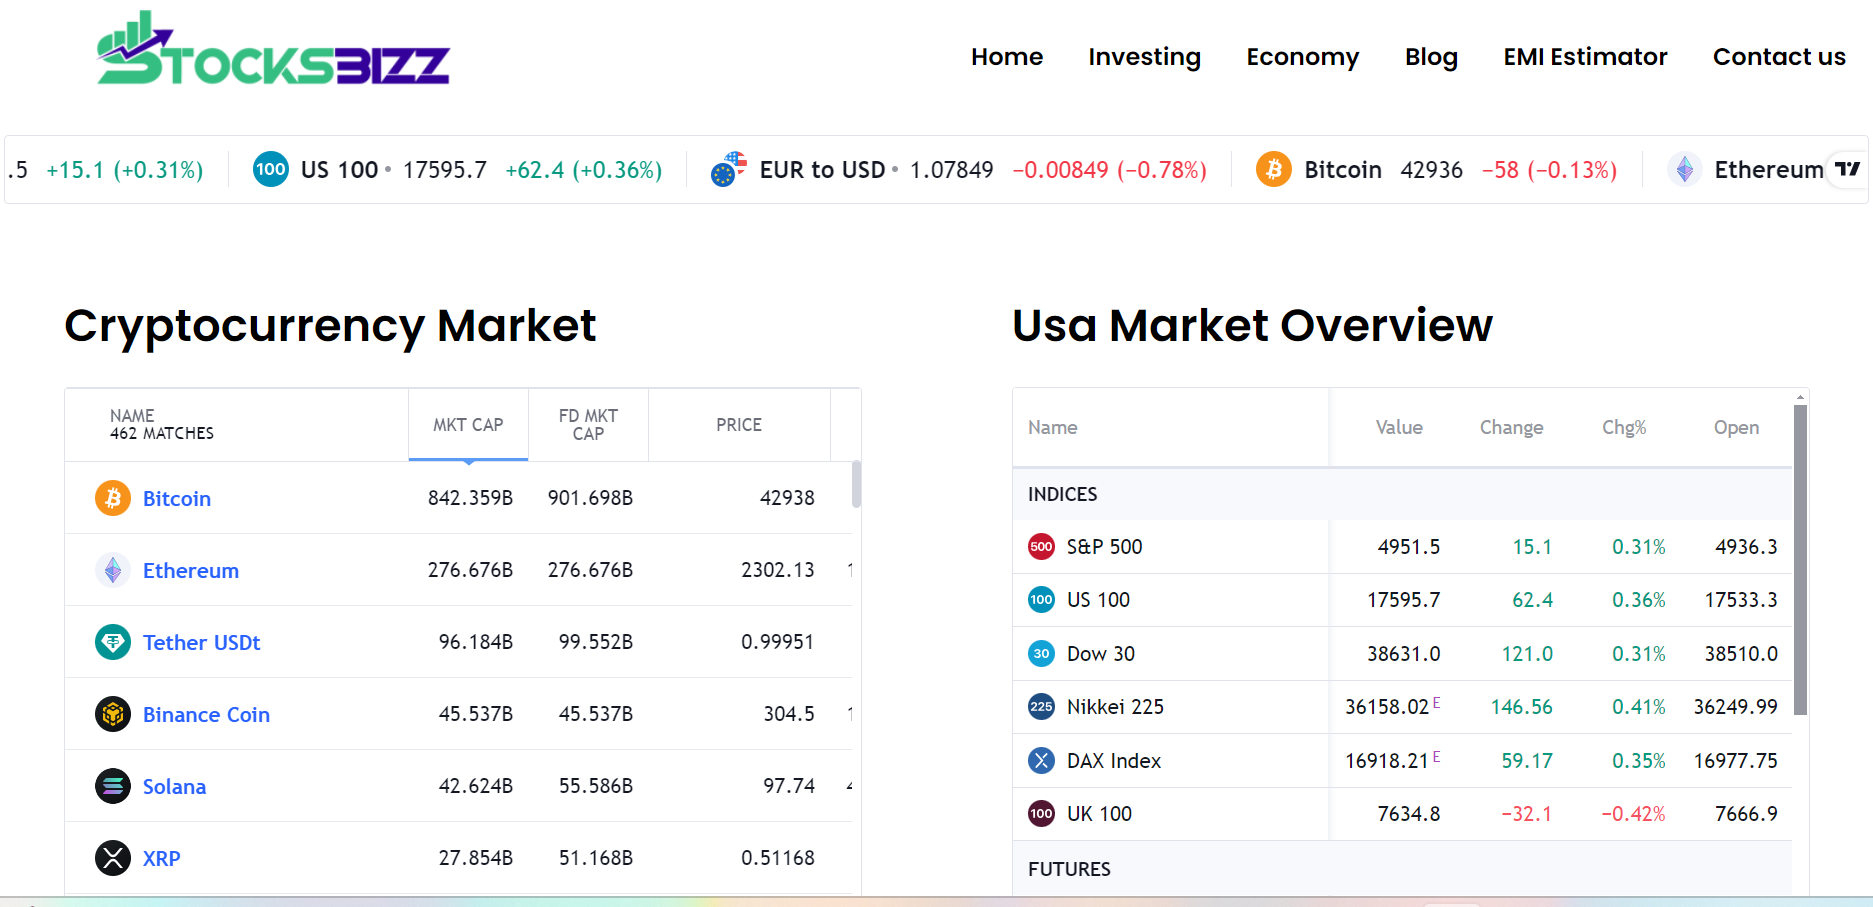 STOCKSBIZZ
Home Investing Economy Blog EMI Estimator Contact us
.5 +15.1 (+0.31%) 100 US 100 • 17595.7 +62.4 (+0.36%) EUR to USD • 1.07849 −0.00849 (−0.78%) Bitcoin 42936 −58 (−0.13%) Ethereum
Cryptocurrency Market
NAME
462 MATCHES
MKT CAP
FD MKT
CAP
PRICE
Bitcoin 842.359B 901.698B 42938
Ethereum 276.676B 276.676B 2302.13
Tether USDt 96.184B 99.552B 0.99951
Binance Coin 45.537B 45.537B 304.5
Solana 42.624B 55.586B 97.74
XRP 27.854B 51.168B 0.51168
Usa Market Overview
Name Value Change Chg% Open
INDICES
500 S&P 500 4951.5 15.1 0.31% 4936.3
100 US 100 17595.7 62.4 0.36% 17533.3
30 Dow 30 38631.0 121.0 0.31% 38510.0
225 Nikkei 225 36158.02 E 146.56 0.41% 36249.99
DAX Index 16918.21 E 59.17 0.35% 16977.75
100 UK 100 7634.8 −32.1 −0.42% 7666.9
FUTURES